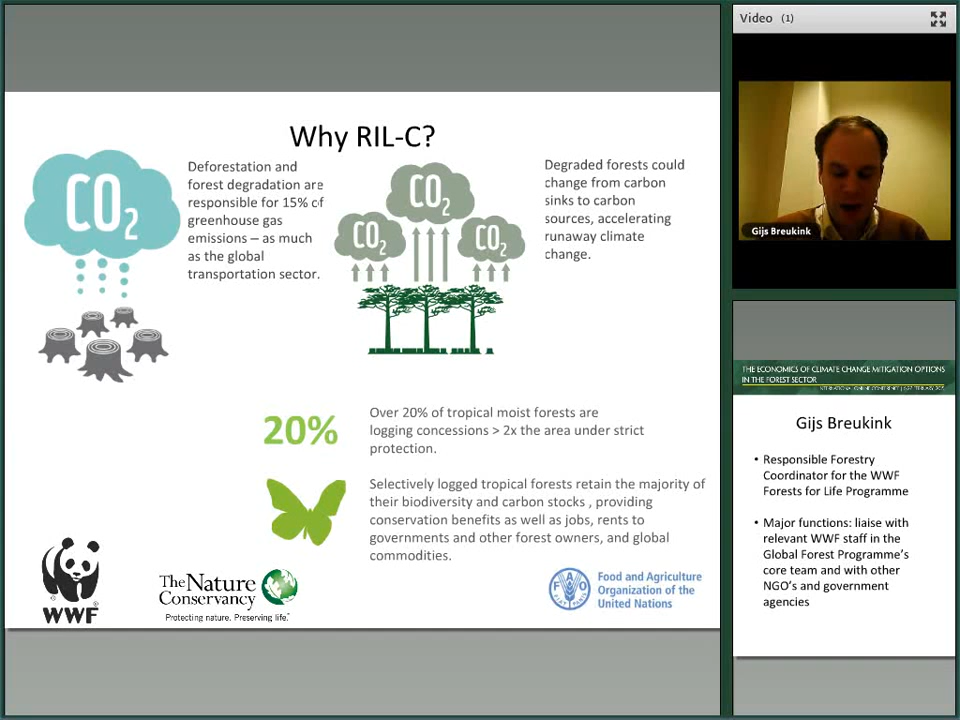 Why RIL-C?
CO2
Deforestation and
forest degradation are
responsible for 15% of
greenhouse gas
emissions – as much
as the global
transportation sector.
CO2
CO2
CO2
Degraded forests could
change from carbon
sinks to carbon
sources, accelerating
runaway climate
change.
20%
Over 20% of tropical moist forests are
logging concessions > 2x the area under strict
protection.
Selectively logged tropical forests retain the majority of
their biodiversity and carbon stocks , providing
conservation benefits as well as jobs, rents to
governments and other forest owners, and global
commodities.
WWF
The Nature
Conservancy
Protecting nature. Preserving life.
FAO
FIAT PANIS
Food and Agriculture
Organization of the
United Nations
Video (1)
Gijs Breukink
THE ECONOMICS OF CLIMATE CHANGE MITIGATION OPTIONS
IN THE FOREST SECTOR
INTERNATIONAL ONLINE CONFERENCE
Gijs Breukink
• Responsible Forestry
Coordinator for the WWF
Forests for Life Programme
• Major functions: liaise with
relevant WWF staff in the
Global Forest Programme's
core team and with other
NGO's and government
agencies